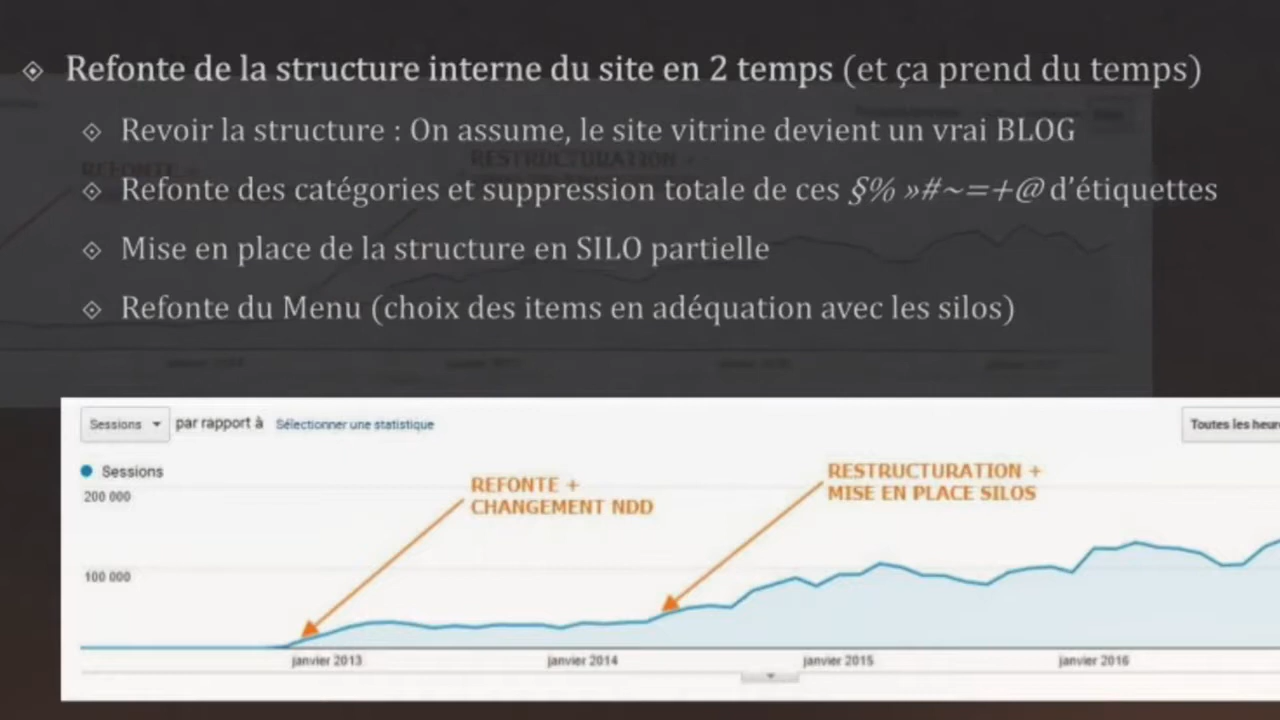 Refonte de la structure interne du site en 2 temps (et ça prend du temps)
Revoir la structure : On assume, le site vitrine devient un vrai BLOG
Refonte des catégories et suppression totale de ces §% »#~=+@ d’étiquettes
Mise en place de la structure en SILO partielle
Refonte du Menu (choix des items en adéquation avec les silos)
Sessions par rapport à Sélectionner une statistique
Toutes les heure
Sessions
200 000
100 000
REFONTE +
CHANGEMENT NDD
RESTRUCTURATION +
MISE EN PLACE SILOS
janvier 2013 janvier 2014 janvier 2015 janvier 2016